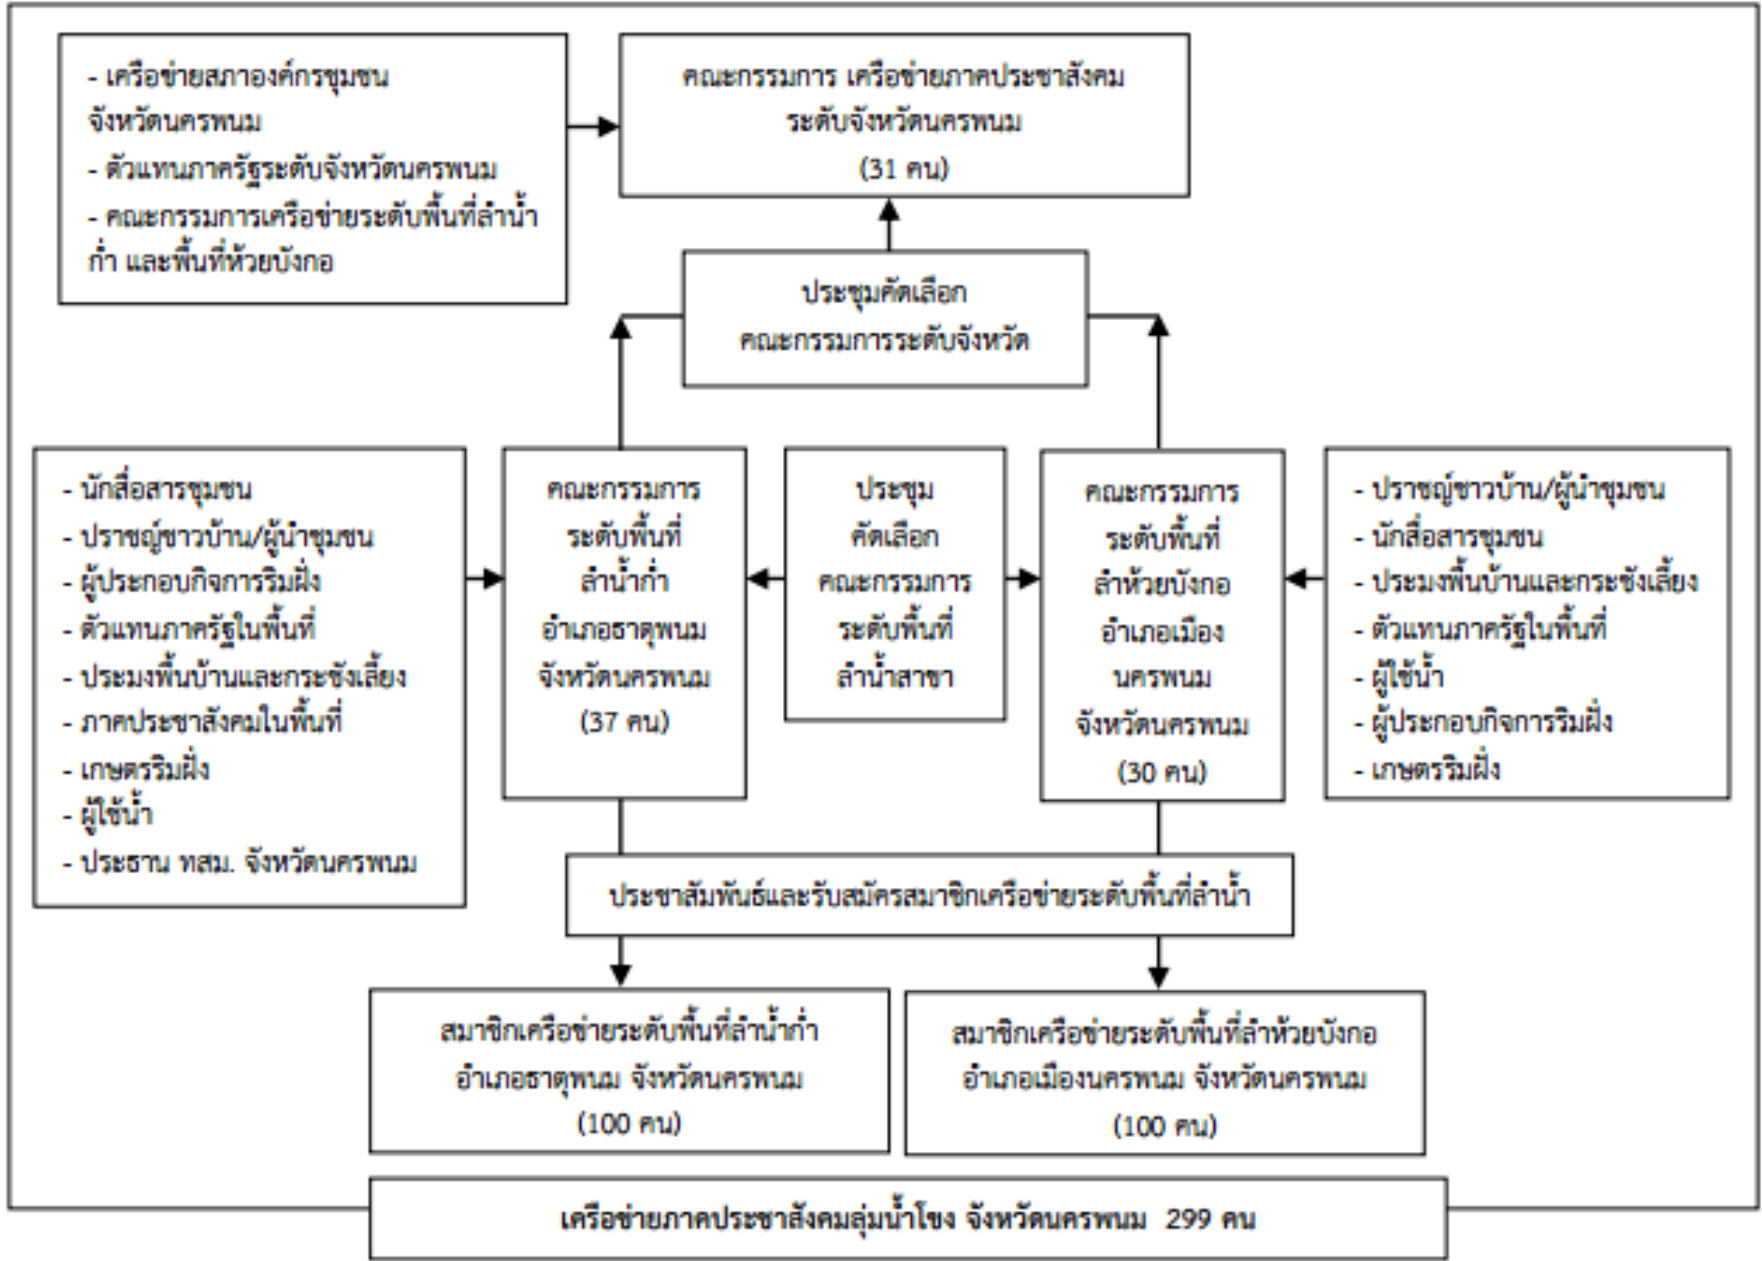 - เครือข่ายสภาองค์กรชุมชน
จังหวัดนครพนม
- ตัวแทนภาครัฐระดับจังหวัดนครพนม
- คณะกรรมการเครือข่ายระดับพื้นที่ลำน้ำ
ก่ำ และพื้นที่ห้วยบังกอ
คณะกรรมการ เครือข่ายภาคประชาสังคม
ระดับจังหวัดนครพนม
(31 คน)
ประชุมคัดเลือก
คณะกรรมการระดับจังหวัด
- นักสื่อสารชุมชน
- ปราชญ์ชาวบ้าน/ผู้นำชุมชน
- ผู้ประกอบกิจการริมฝั่ง
- ตัวแทนภาครัฐในพื้นที่
- ประมงพื้นบ้านและกระชังเลี้ยง
- ภาคประชาสังคมในพื้นที่
- เกษตรริมฝั่ง
- ผู้ใช้น้ำ
- ประธาน ทสม. จังหวัดนครพนม
คณะกรรมการ
ระดับพื้นที่
ลำน้ำก่ำ
อำเภอธาตุพนม
จังหวัดนครพนม
(37 คน)
ประชุม
คัดเลือก
คณะกรรมการ
ระดับพื้นที่
ลำน้ำสาขา
คณะกรรมการ
ระดับพื้นที่
ลำห้วยบังกอ
อำเภอเมือง
นครพนม
จังหวัดนครพนม
(30 คน)
- ปราชญ์ชาวบ้าน/ผู้นำชุมชน
- นักสื่อสารชุมชน
- ประมงพื้นบ้านและกระชังเลี้ยง
- ตัวแทนภาครัฐในพื้นที่
- ผู้ใช้น้ำ
- ผู้ประกอบกิจการริมฝั่ง
- เกษตรริมฝั่ง
ประชาสัมพันธ์และรับสมัครสมาชิกเครือข่ายระดับพื้นที่ลำน้ำ
สมาชิกเครือข่ายระดับพื้นที่ลำน้ำก่ำ
อำเภอธาตุพนม จังหวัดนครพนม
(100 คน)
สมาชิกเครือข่ายระดับพื้นที่ลำห้วยบังกอ
อำเภอเมืองนครพนม จังหวัดนครพนม
(100 คน)
เครือข่ายภาคประชาสังคมลุ่มน้ำโขง จังหวัดนครพนม 299 คน